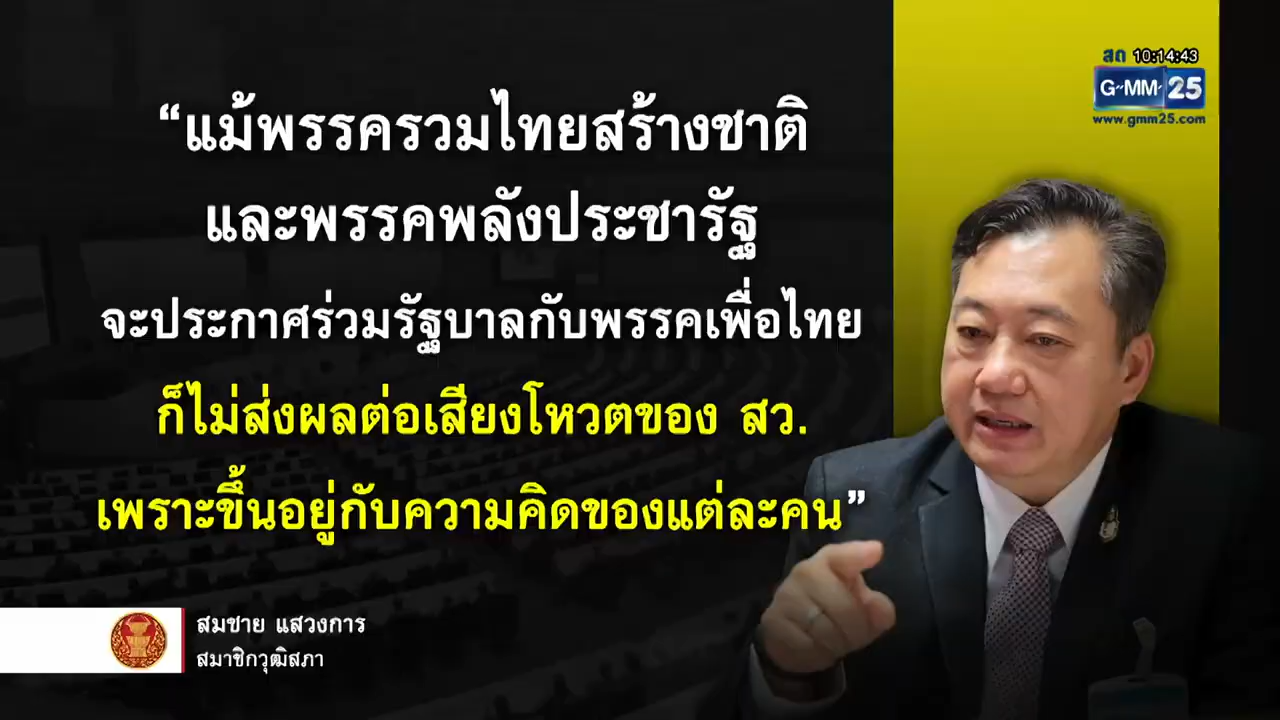 สด 10:14:43
GMM 25
www.gmm25.com
“แม้พรรครวมไทยสร้างชาติ
และพรรคพลังประชารัฐ
จะประกาศร่วมรัฐบาลกับพรรคเพื่อไทย
ก็ไม่ส่งผลต่อเสียงโหวตของ สว.
เพราะขึ้นอยู่กับความคิดของแต่ละคน”
สมชาย แสวงการ
สมาชิกวุฒิสภา